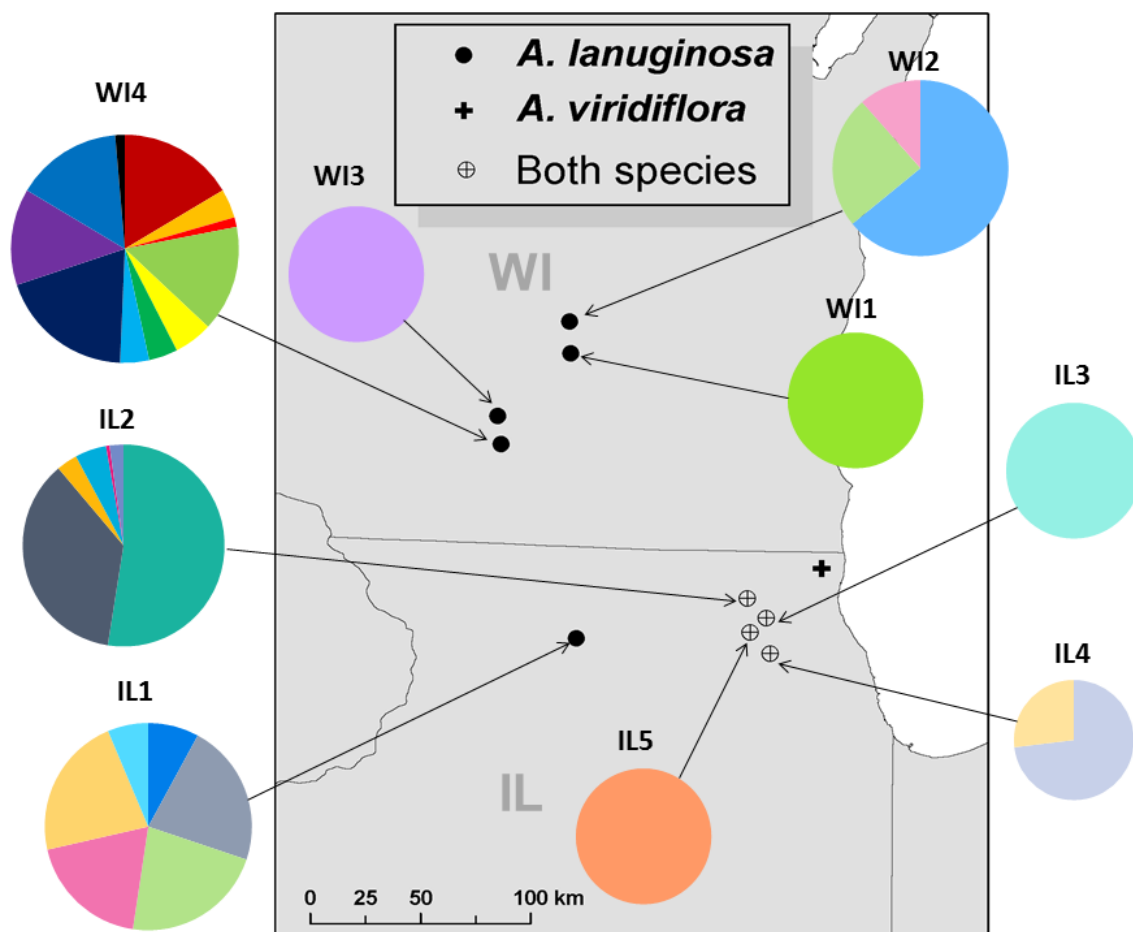 A. lanuginosa
A. viridiflora
Both species
WI4
WI3
WI2
WI
WI1
IL3
IL2
IL4
IL1
IL5
IL
0 25 50 100 km